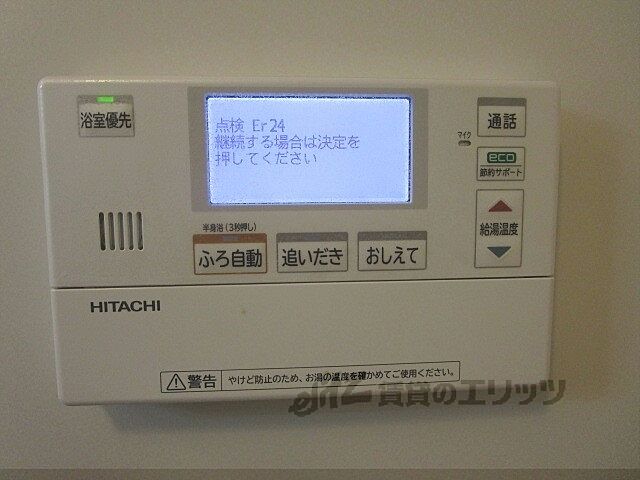 浴室優先
点検 Er24
継続する場合は決定を
押してください
通話
マイク
eco
節約サポート
給湯温度
半身浴(3秒押し)
ふろ自動
追いだき
おしえて
HITACHI
警告 やけど防止のため、お湯の温度を確かめてご使用ください。
賃貸のエリッツ